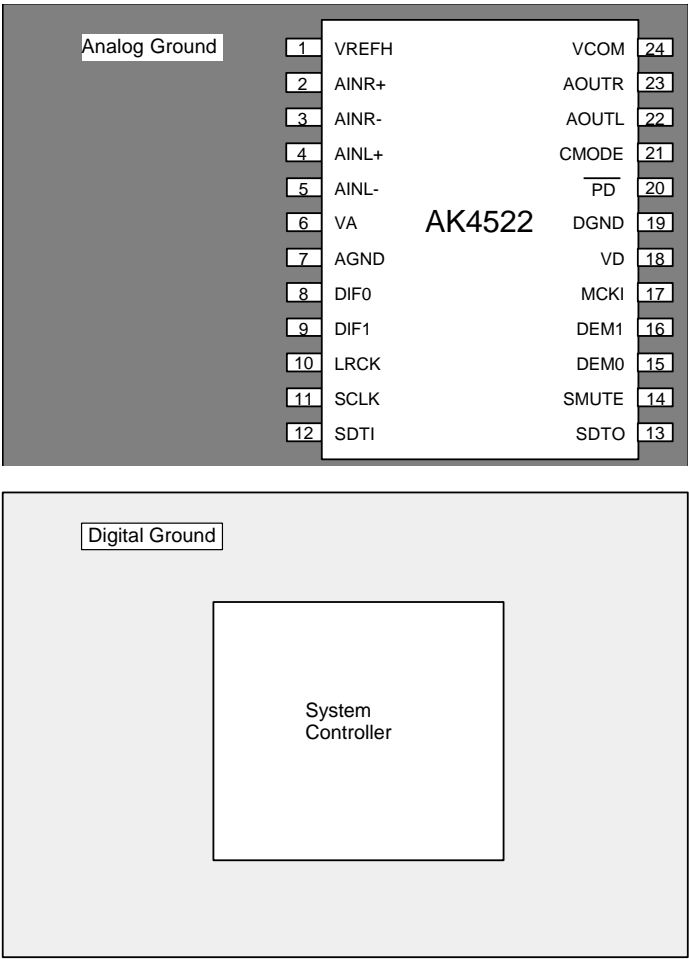 Analog Ground
1 VREFH VCOM 24
2 AINR+ AOUTR 23
3 AINR- AOUTL 22
4 AINL+ CMODE 21
5 AINL- PD 20
6 VA AK4522 DGND 19
7 AGND VD 18
8 DIF0 MCKI 17
9 DIF1 DEM1 16
10 LRCK DEM0 15
11 SCLK SMUTE 14
12 SDTI SDTO 13
Digital Ground
System
Controller